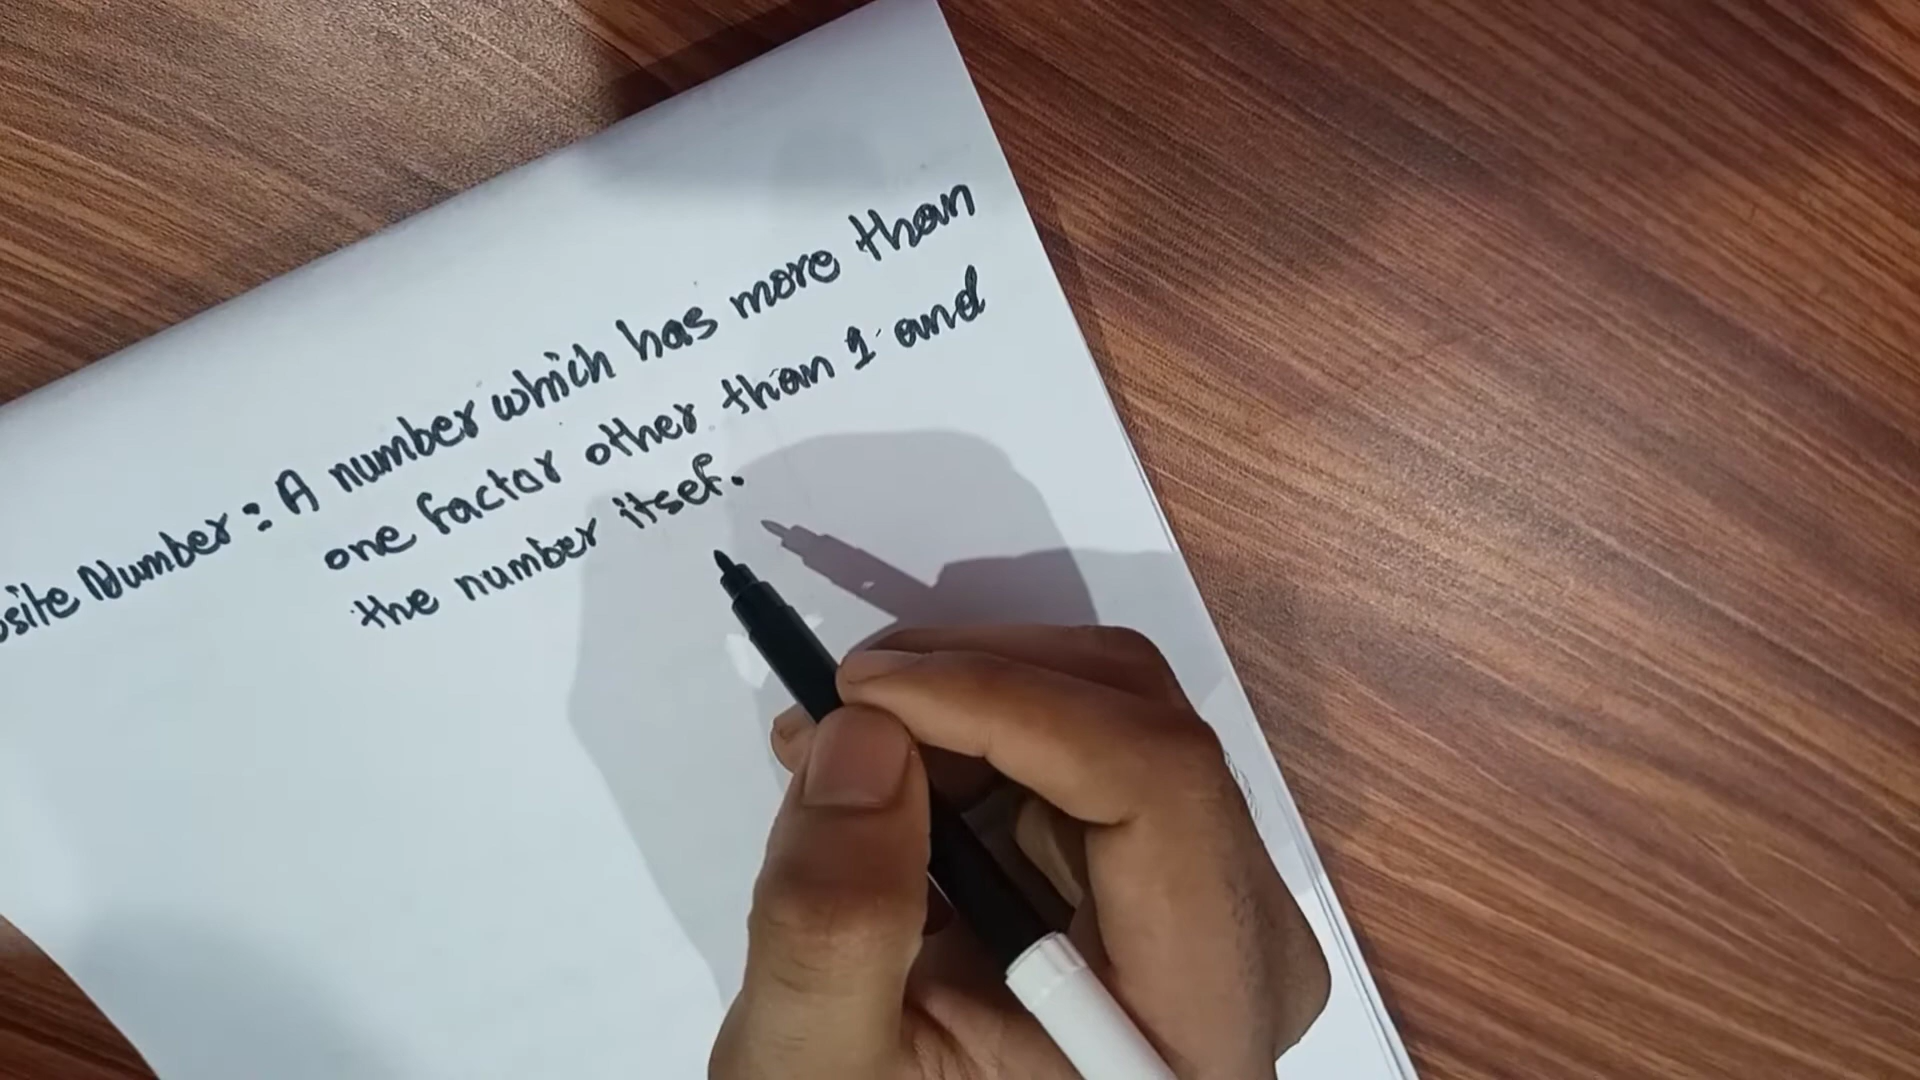 osite Number: A number which has more than
one factor other than 1 and
the number itsef.